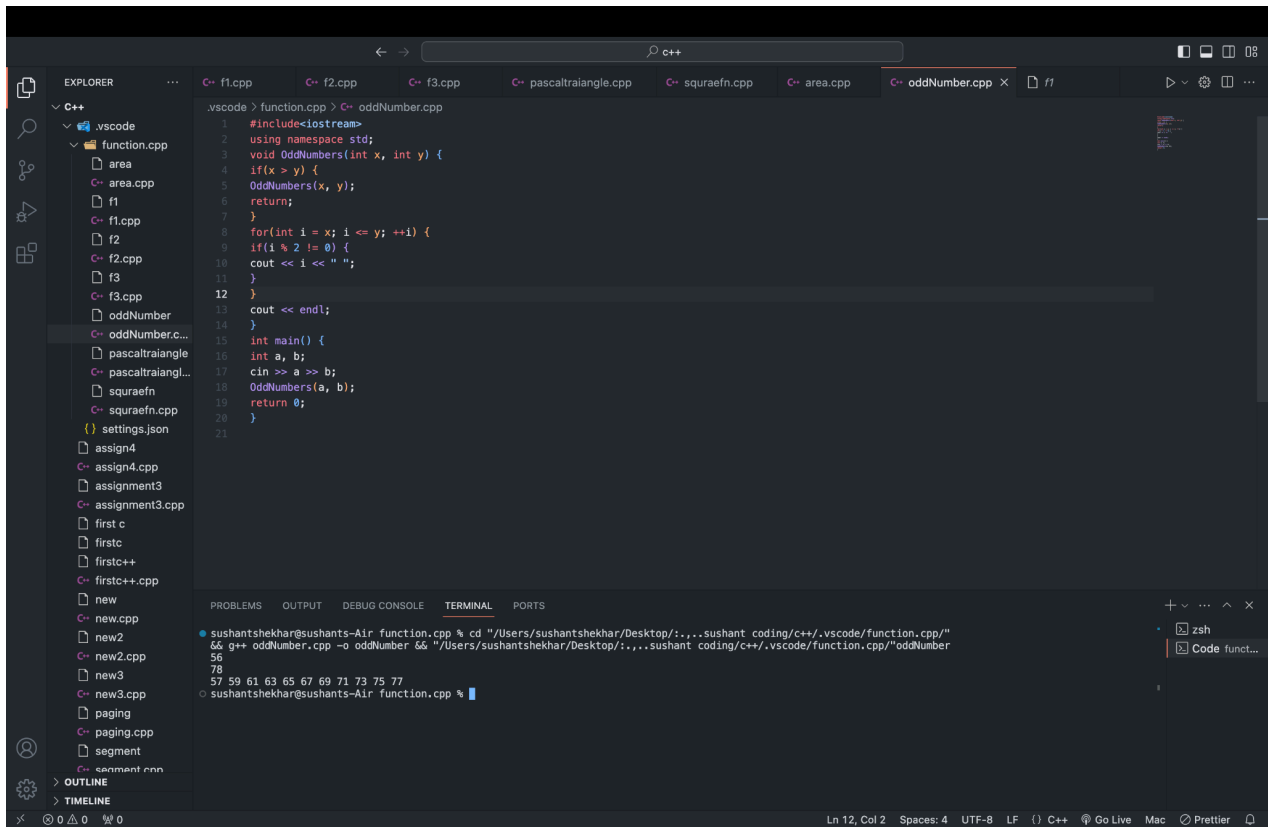 c++
EXPLORER ...
C++
.vscode
function.cpp
area
area.cpp
f1
f1.cpp
f2
f2.cpp
f3
f3.cpp
oddNumber
oddNumber.c...
pascaltraiangle
pascaltraiangl...
squraefn
squraefn.cpp
{} settings.json
assign4
assign4.cpp
assignment3
assignment3.cpp
first c
firstc
firstc++
firstc++.cpp
new
new.cpp
new2
new2.cpp
new3
new3.cpp
paging
paging.cpp
segment
segment.cpp
OUTLINE
TIMELINE
f1.cpp f2.cpp f3.cpp pascaltraiangle.cpp squraefn.cpp area.cpp oddNumber.cpp f1
.vscode > function.cpp > oddNumber.cpp
1 #include<iostream>
2 using namespace std;
3 void OddNumbers(int x, int y) {
4 if(x > y) {
5 OddNumbers(x, y);
6 return;
7 }
8 for(int i = x; i <= y; ++i) {
9 if(i % 2 != 0) {
10 cout << i << " ";
11 }
12 }
13 cout << endl;
14 }
15 int main() {
16 int a, b;
17 cin >> a >> b;
18 OddNumbers(a, b);
19 return 0;
20 }
21
PROBLEMS OUTPUT DEBUG CONSOLE TERMINAL PORTS
sushantshekhar@sushants-Air function.cpp % cd "/Users/sushantshekhar/Desktop/:.,..sushant coding/c++/.vscode/function.cpp/"
&& g++ oddNumber.cpp -o oddNumber && "/Users/sushantshekhar/Desktop/:.,..sushant coding/c++/.vscode/function.cpp/"oddNumber
56
78
57 59 61 63 65 67 69 71 73 75 77
sushantshekhar@sushants-Air function.cpp %
zsh
Code funct...
0 0 0 Ln 12, Col 2 Spaces: 4 UTF-8 LF {} C++ Go Live Mac Prettier